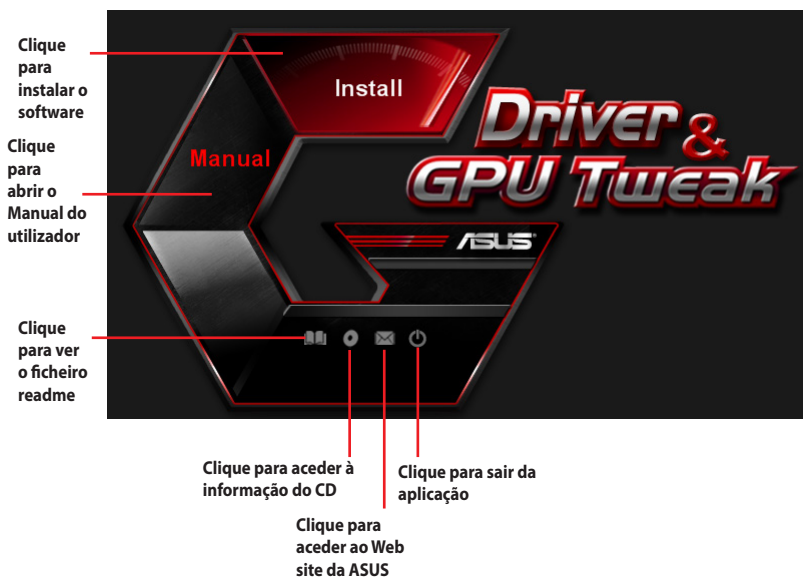 Clique
para
instalar o
software
Clique
para
abrir o
Manual do
utilizador
Clique
para ver
o ficheiro
readme
Install
Manual
Driver &
GPU Tweak
ASUS
Clique para aceder à
informação do CD
Clique para sair da
aplicação
Clique para
aceder ao Web
site da ASUS